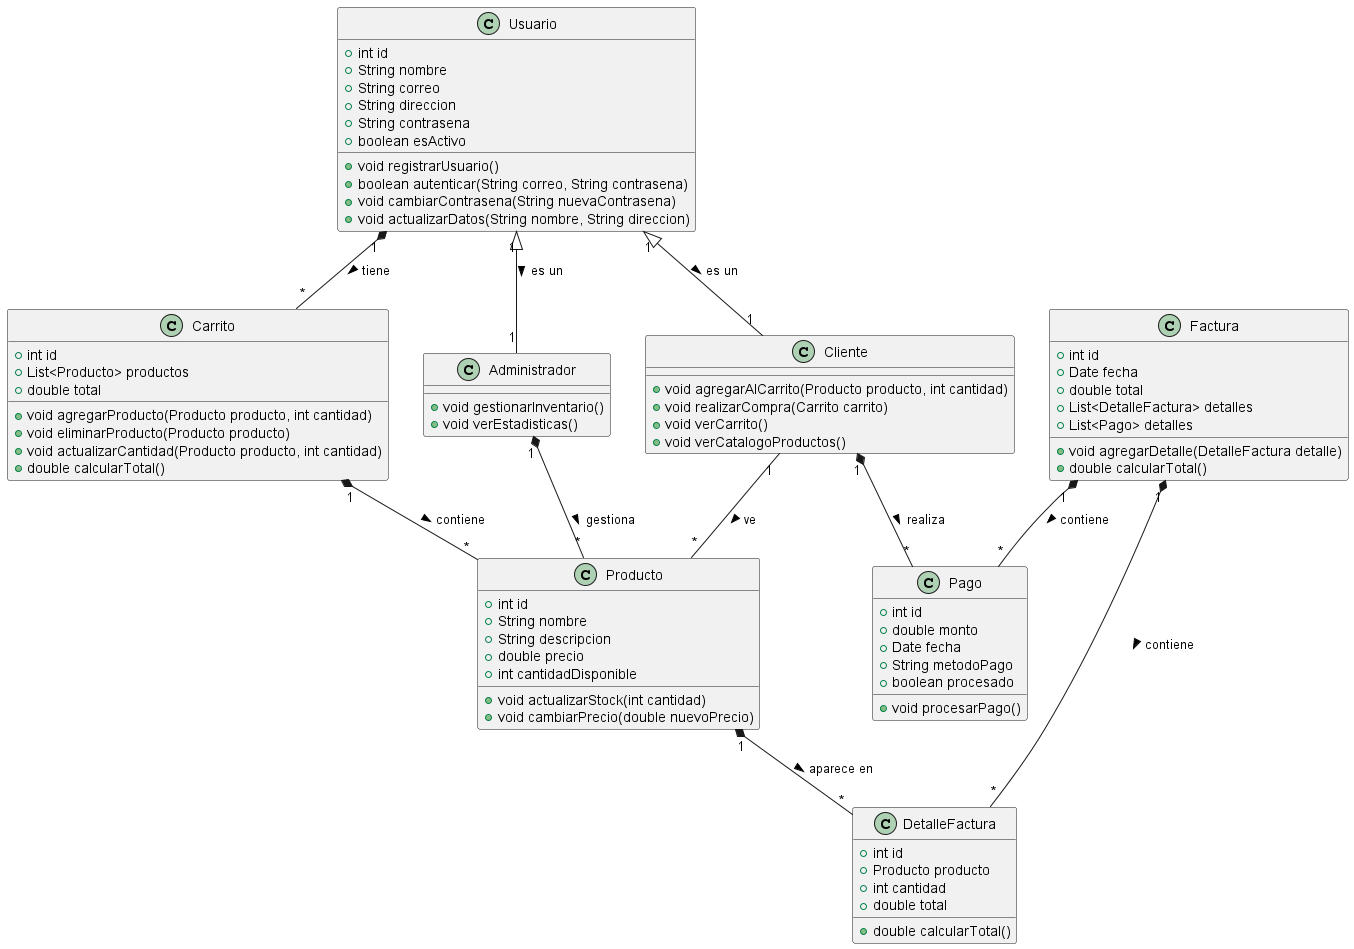 C Usuario
int id
String nombre
String correo
String direccion
String contrasena
boolean esActivo
void registrarUsuario()
boolean autenticar(String correo, String contrasena)
void cambiarContrasena(String nuevaContrasena)
void actualizarDatos(String nombre, String direccion)
1
1
1
tiene
es un
es un
*
1
1
C Carrito
int id
List<Producto> productos
double total
void agregarProducto(Producto producto, int cantidad)
void eliminarProducto(Producto producto)
void actualizarCantidad(Producto producto, int cantidad)
double calcularTotal()
C Administrador
void gestionarInventario()
void verEstadisticas()
C Cliente
void agregarAlCarrito(Producto producto, int cantidad)
void realizarCompra(Carrito carrito)
void verCarrito()
void verCatalogoProductos()
C Factura
int id
Date fecha
double total
List<DetalleFactura> detalles
List<Pago> detalles
void agregarDetalle(DetalleFactura detalle)
double calcularTotal()
1
1
1
1
1
1
contiene
gestiona
ve
realiza
contiene
*
*
*
*
*
C Producto
int id
String nombre
String descripcion
double precio
int cantidadDisponible
void actualizarStock(int cantidad)
void cambiarPrecio(double nuevoPrecio)
C Pago
int id
double monto
Date fecha
String metodoPago
boolean procesado
void procesarPago()
contiene
1
aparece en
*
*
C DetalleFactura
int id
Producto producto
int cantidad
double total
double calcularTotal()